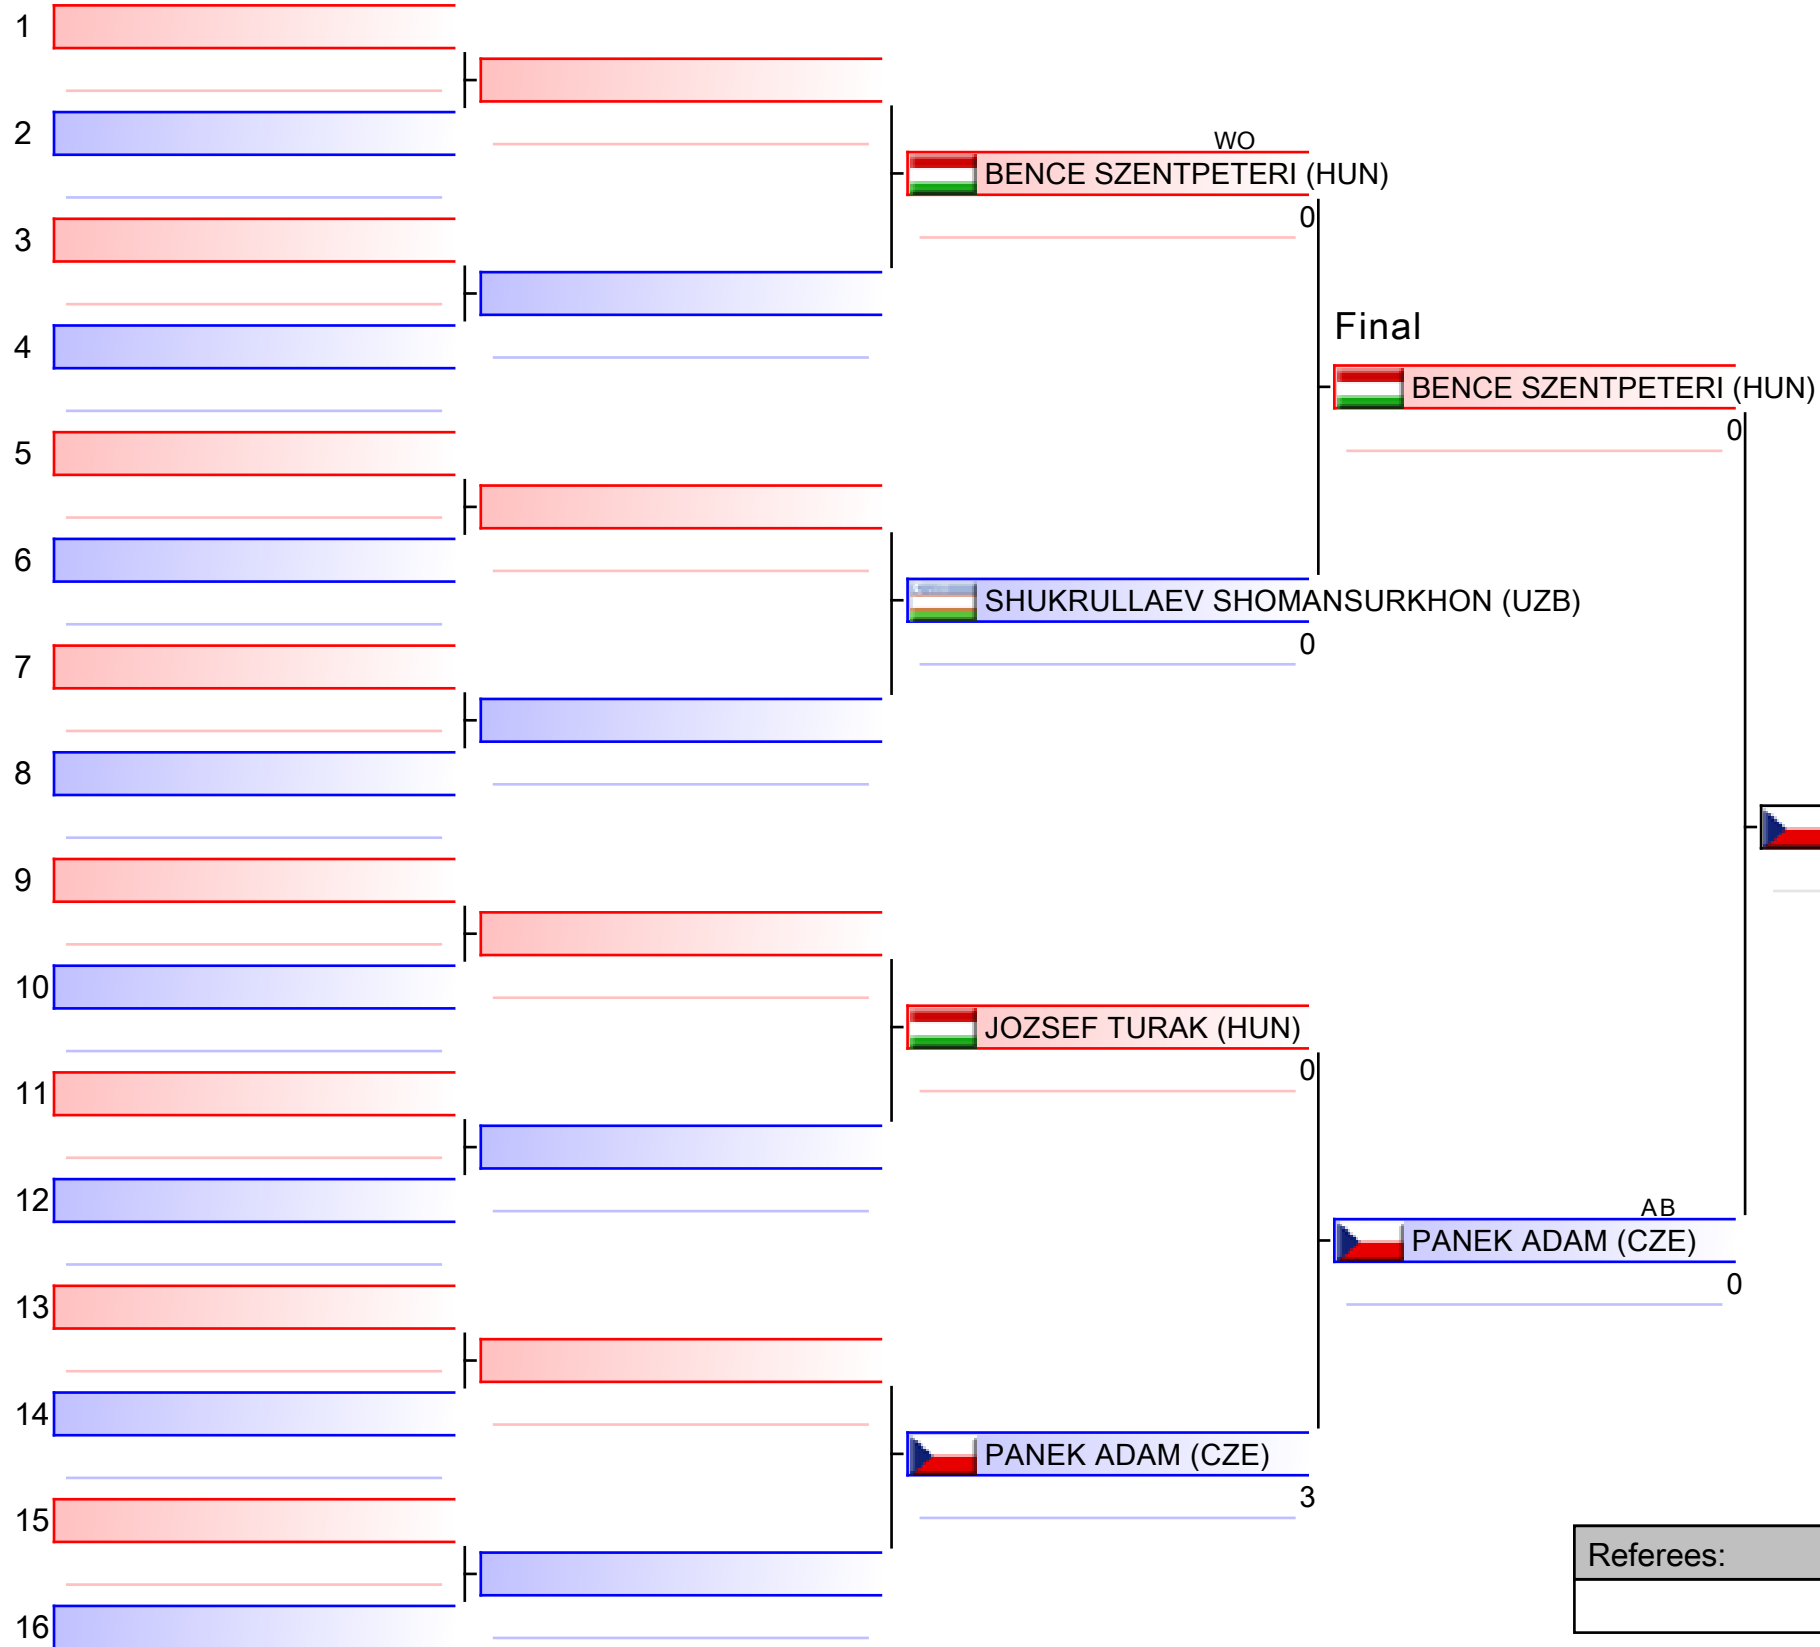 1
2
WO
BENCE SZENTPETERI (HUN)
0
3
4
Final
BENCE SZENTPETERI (HUN)
0
5
6
SHUKRULLAEV SHOMANSURKHON (UZB)
0
7
8
9
10
JOZSEF TURAK (HUN)
0
11
12
AB
PANEK ADAM (CZE)
0
13
14
PANEK ADAM (CZE)
3
15
Referees:
16